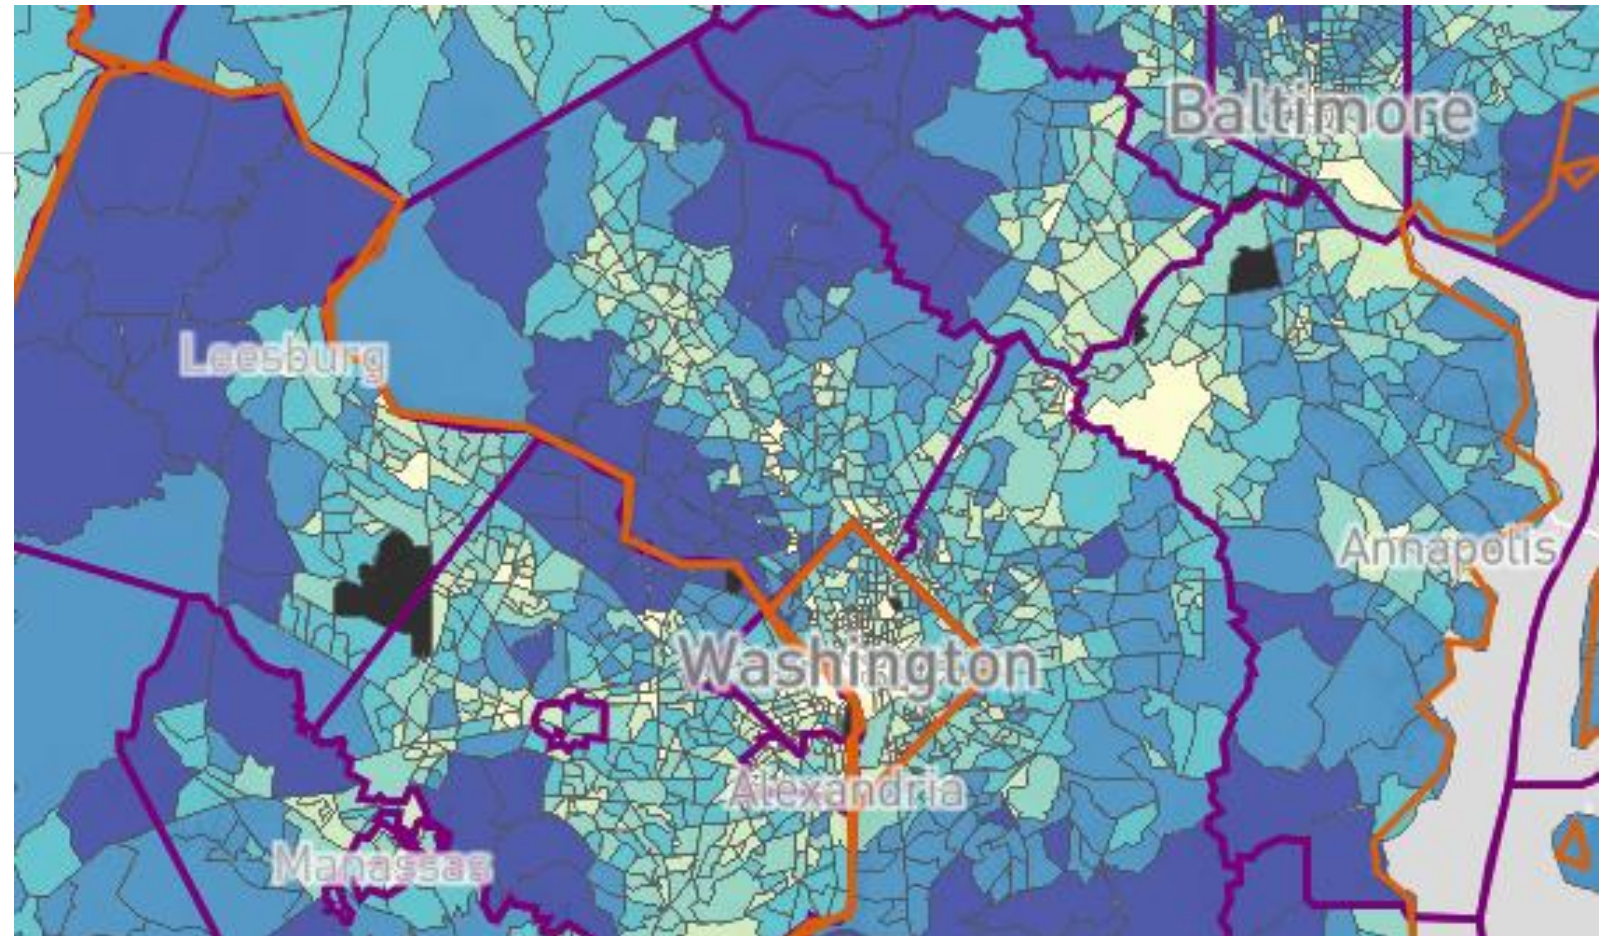 Baltimore
Leesburg
Annapolis
Washington
Alexandria
Manassas